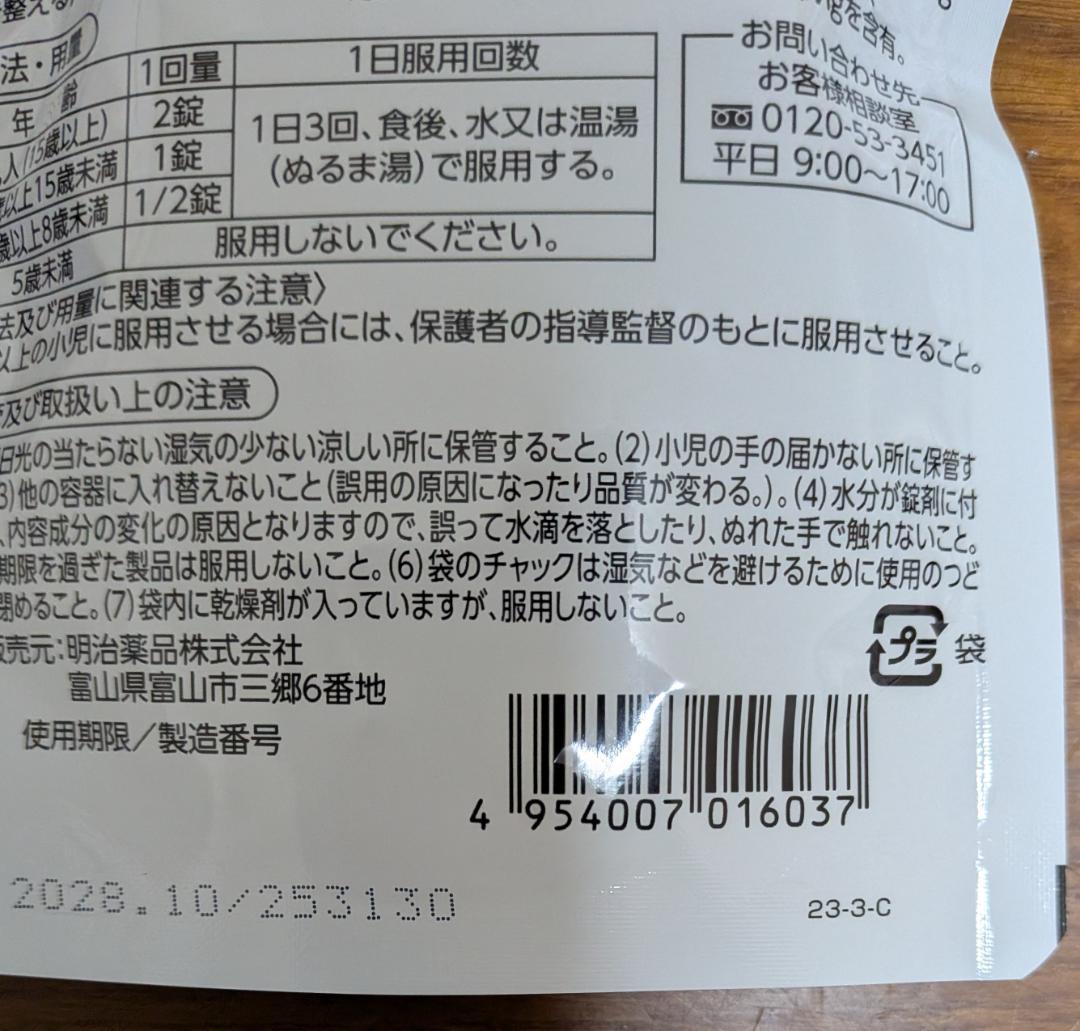 整える
mgを含有。
法・用量
年 齢
1回量
1日服用回数
人(15歳以上)
2錠
1日3回、食後、水又は温湯
(ぬるま湯)で服用する。
歳以上15歳未満
1錠
歳以上8歳未満
1/2錠
5歳未満
服用しないでください。
お問い合わせ先
お客様相談室
0120-53-3451
平日 9:00〜17:00
法及び用量に関連する注意〉
以上の小児に服用させる場合には、保護者の指導監督のもとに服用させること。
及び取扱い上の注意
日光の当たらない湿気の少ない涼しい所に保管すること。(2)小児の手の届かない所に保管す
3)他の容器に入れ替えないこと(誤用の原因になったり品質が変わる。)。(4)水分が錠剤に付
、内容成分の変化の原因となりますので、誤って水滴を落としたり、ぬれた手で触れないこと。
期限を過ぎた製品は服用しないこと。(6)袋のチャックは湿気などを避けるために使用のつど
閉めること。(7)袋内に乾燥剤が入っていますが、服用しないこと。
販売元:明治薬品株式会社
富山県富山市三郷6番地
プラ 袋
使用期限/製造番号
4 954007 016037
2028.10/253130
23-3-C